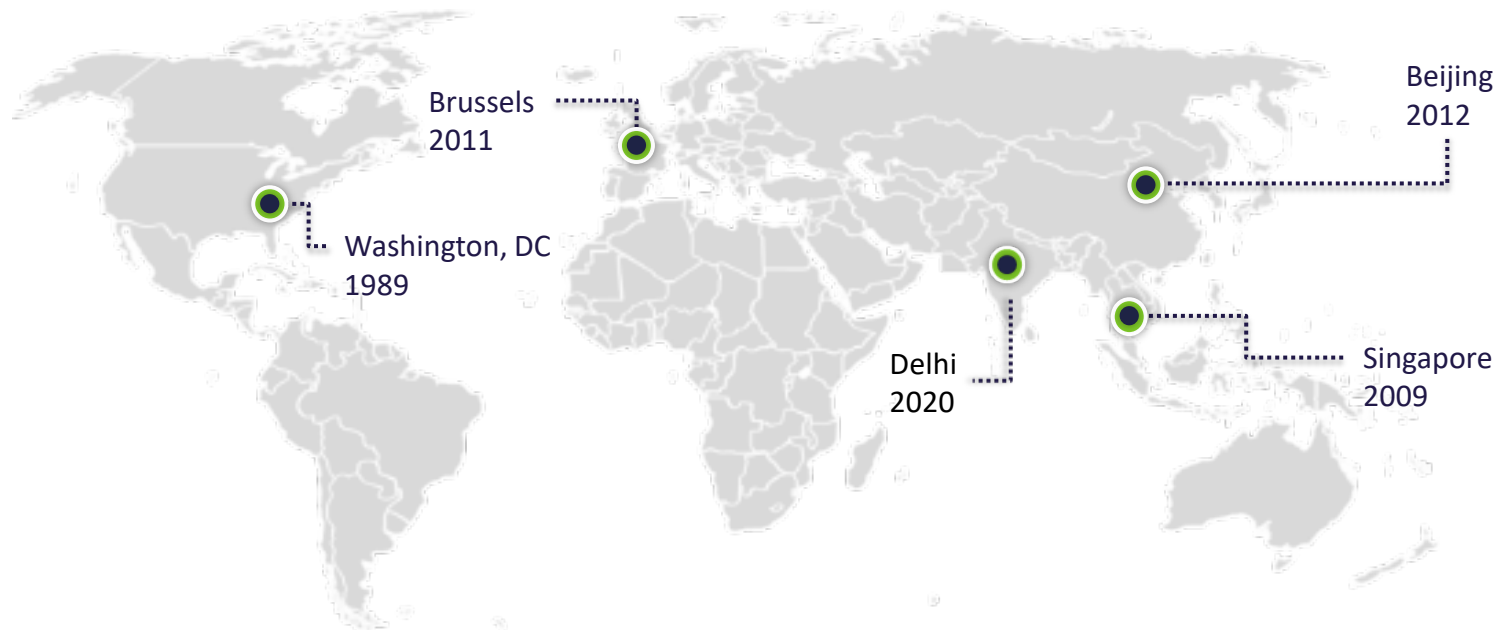 Brussels
2011
Beijing
2012
Washington, DC
1989
Delhi
2020
Singapore
2009